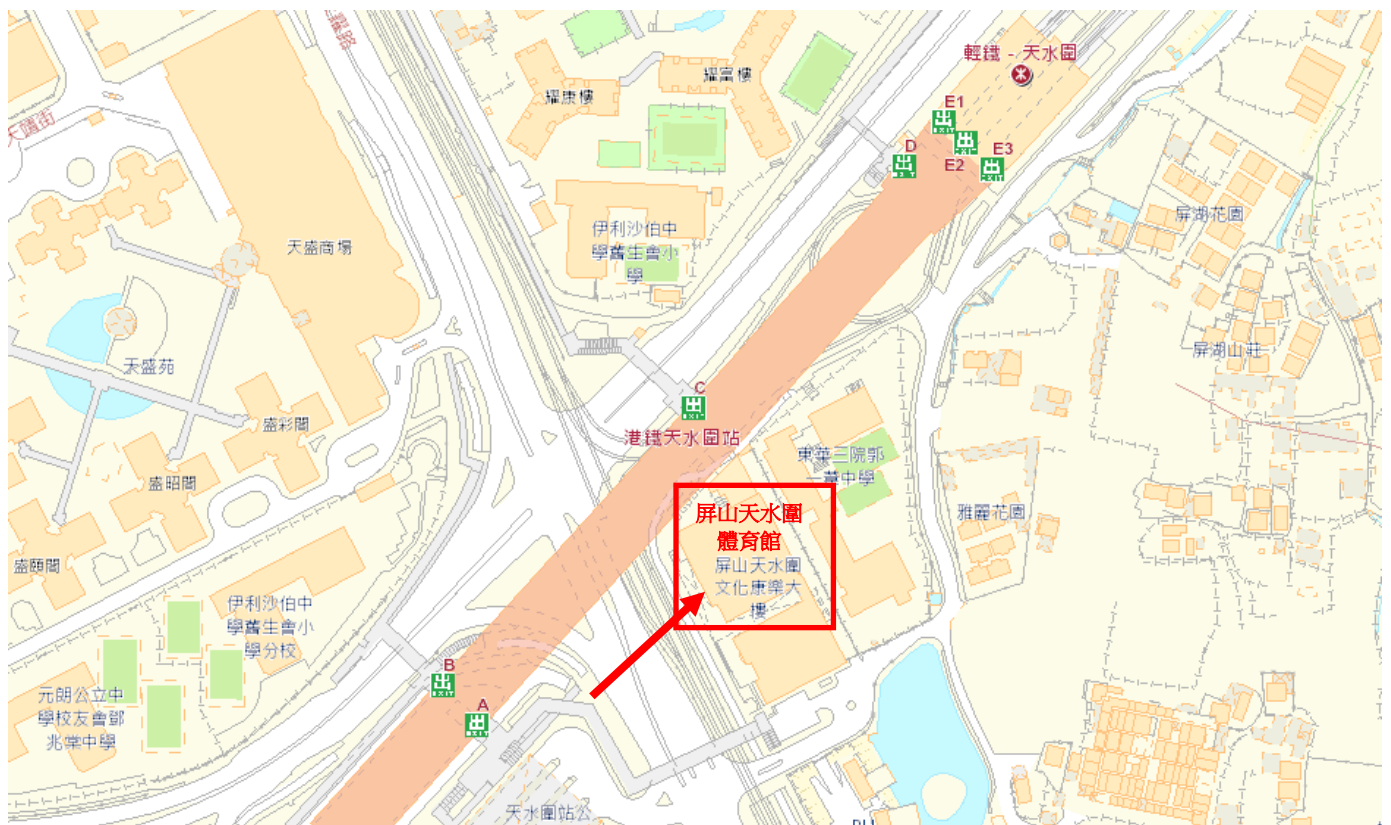 輕鐵 - 天水圍
E1
D
E3
E2
耀富樓
耀康樓
天靖街
屏湖花園
伊利沙伯中
學舊生會小
學
天盛商場
屏湖山莊
天盛苑
C
港鐵天水圍站
盛彩閣
東華三院郭
一葦中學
盛昭閣
屏山天水圍
體育館
雅麗花園
盛頤閣
屏山天水圍
文化康樂大
樓
伊利沙伯中
學舊生會小
學分校
B
A
元朗公立中
學校友會鄧
兆棠中學
天水圍站公